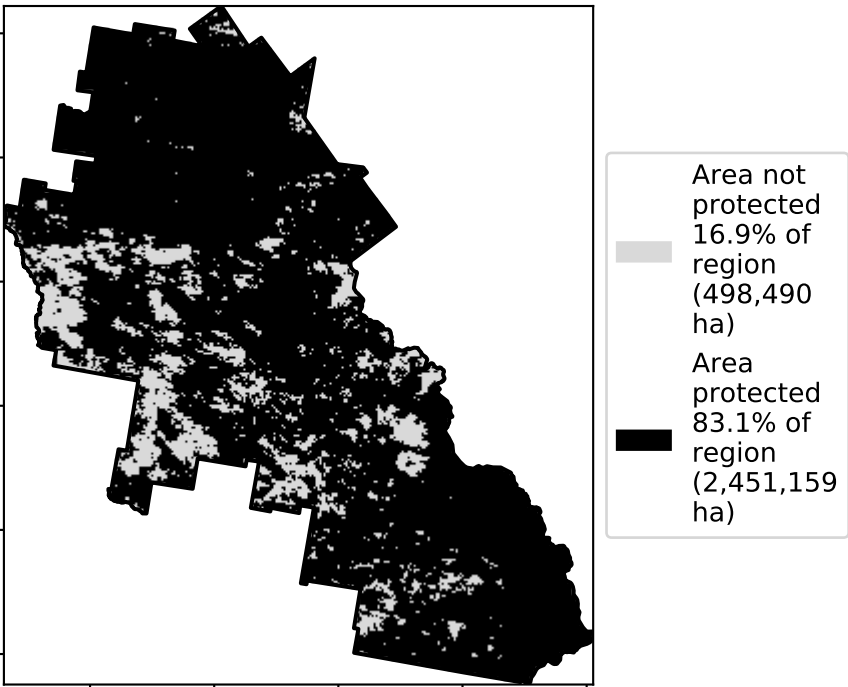 Area not
protected
16.9% of
region
(498,490
ha)
Area
protected
83.1% of
region
(2,451,159
ha)